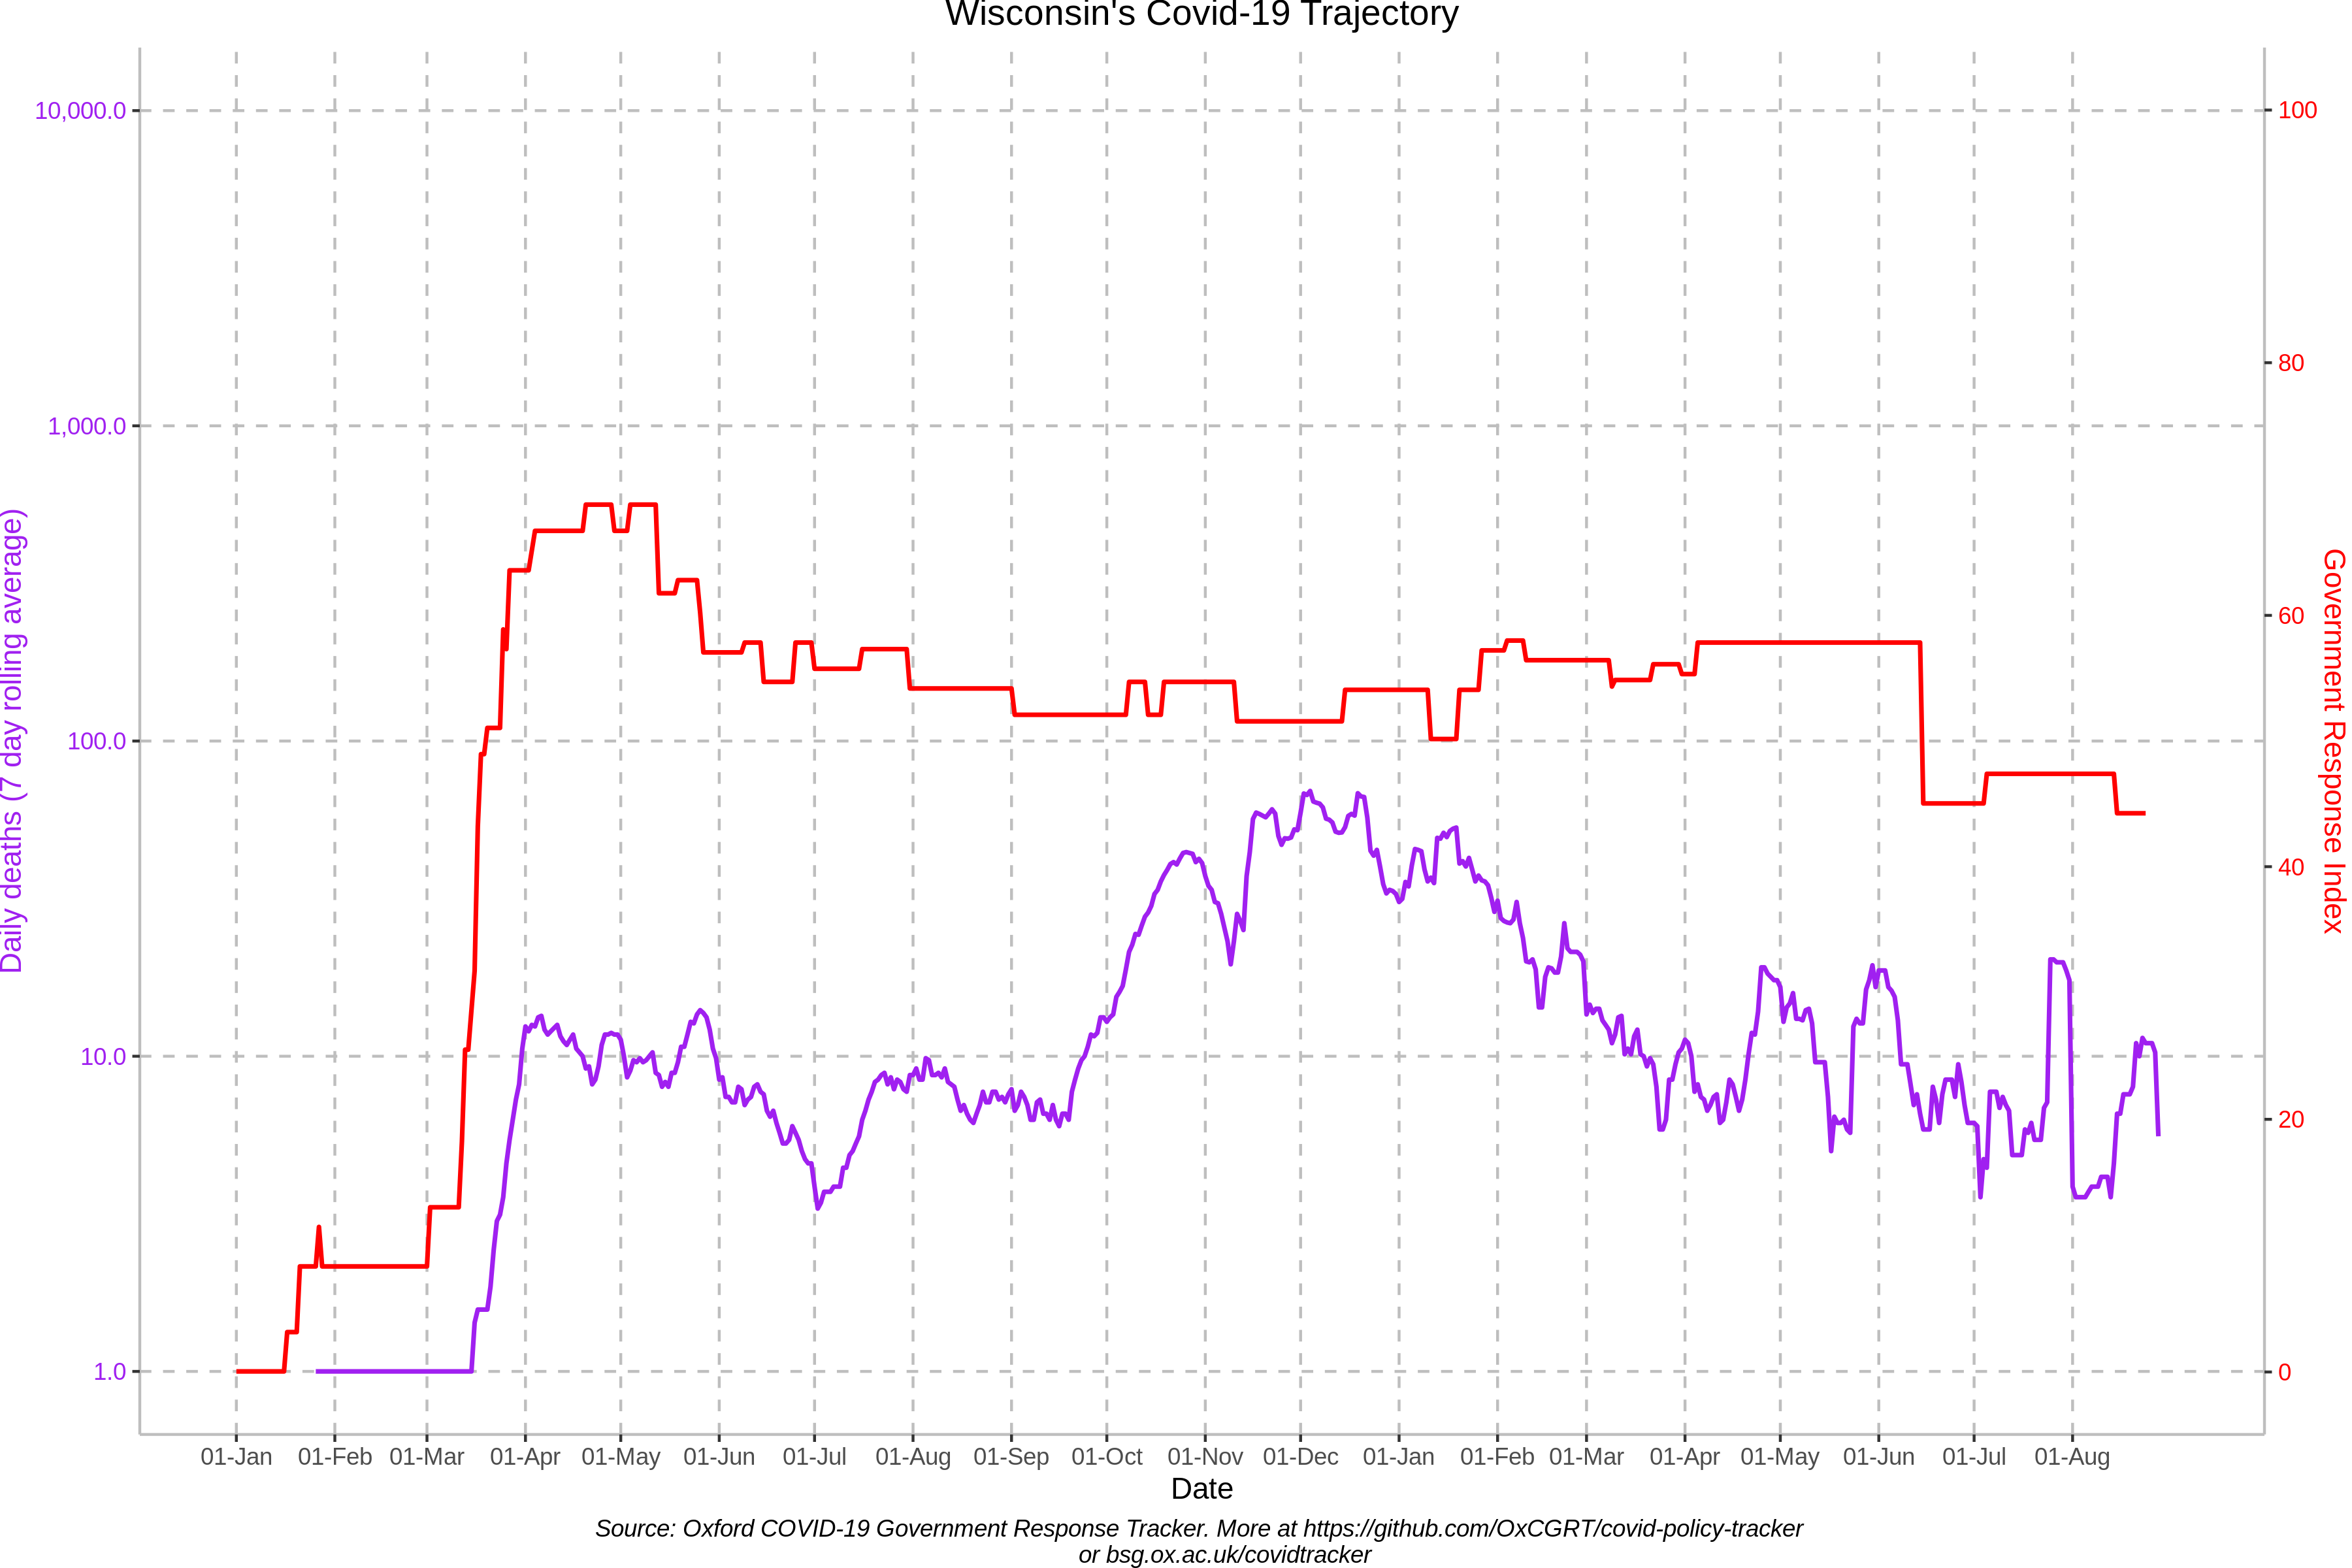 Wisconsin's Covid-19 Trajectory
10,000.0
1,000.0
100.0
10.0
1.0
Daily deaths (7 day rolling average)
100
80
60
40
20
0
Government Response Index
01-Jan 01-Feb 01-Mar 01-Apr 01-May 01-Jun 01-Jul 01-Aug 01-Sep 01-Oct 01-Nov 01-Dec 01-Jan 01-Feb 01-Mar 01-Apr 01-May 01-Jun 01-Jul 01-Aug
Date
Source: Oxford COVID-19 Government Response Tracker. More at https://github.com/OxCGRT/covid-policy-tracker
or bsg.ox.ac.uk/covidtracker